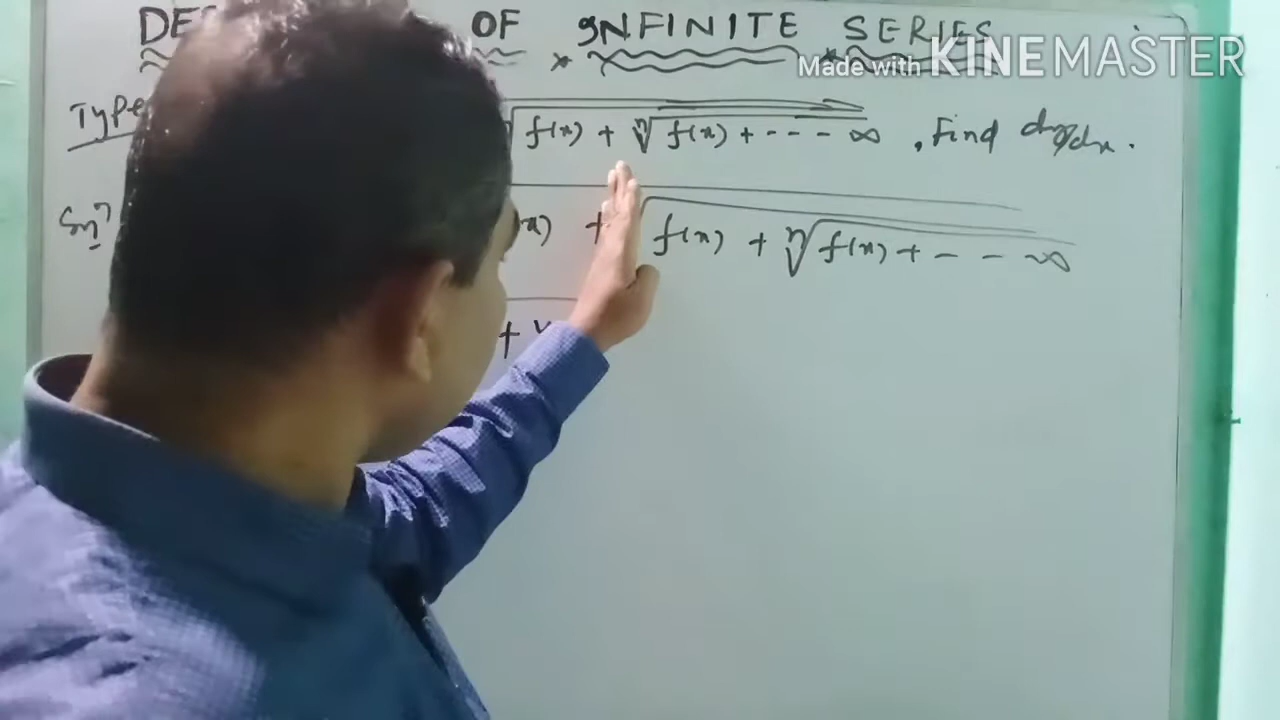 OF INFINITE SERIES
Made with KINEMASTER
Type
f(x) + ⁿ√f(x) + - - - ∞ , Find dy/dx .
Solⁿ
x) + √f(x) + ⁿ√f(x) + - - ∞
+ y